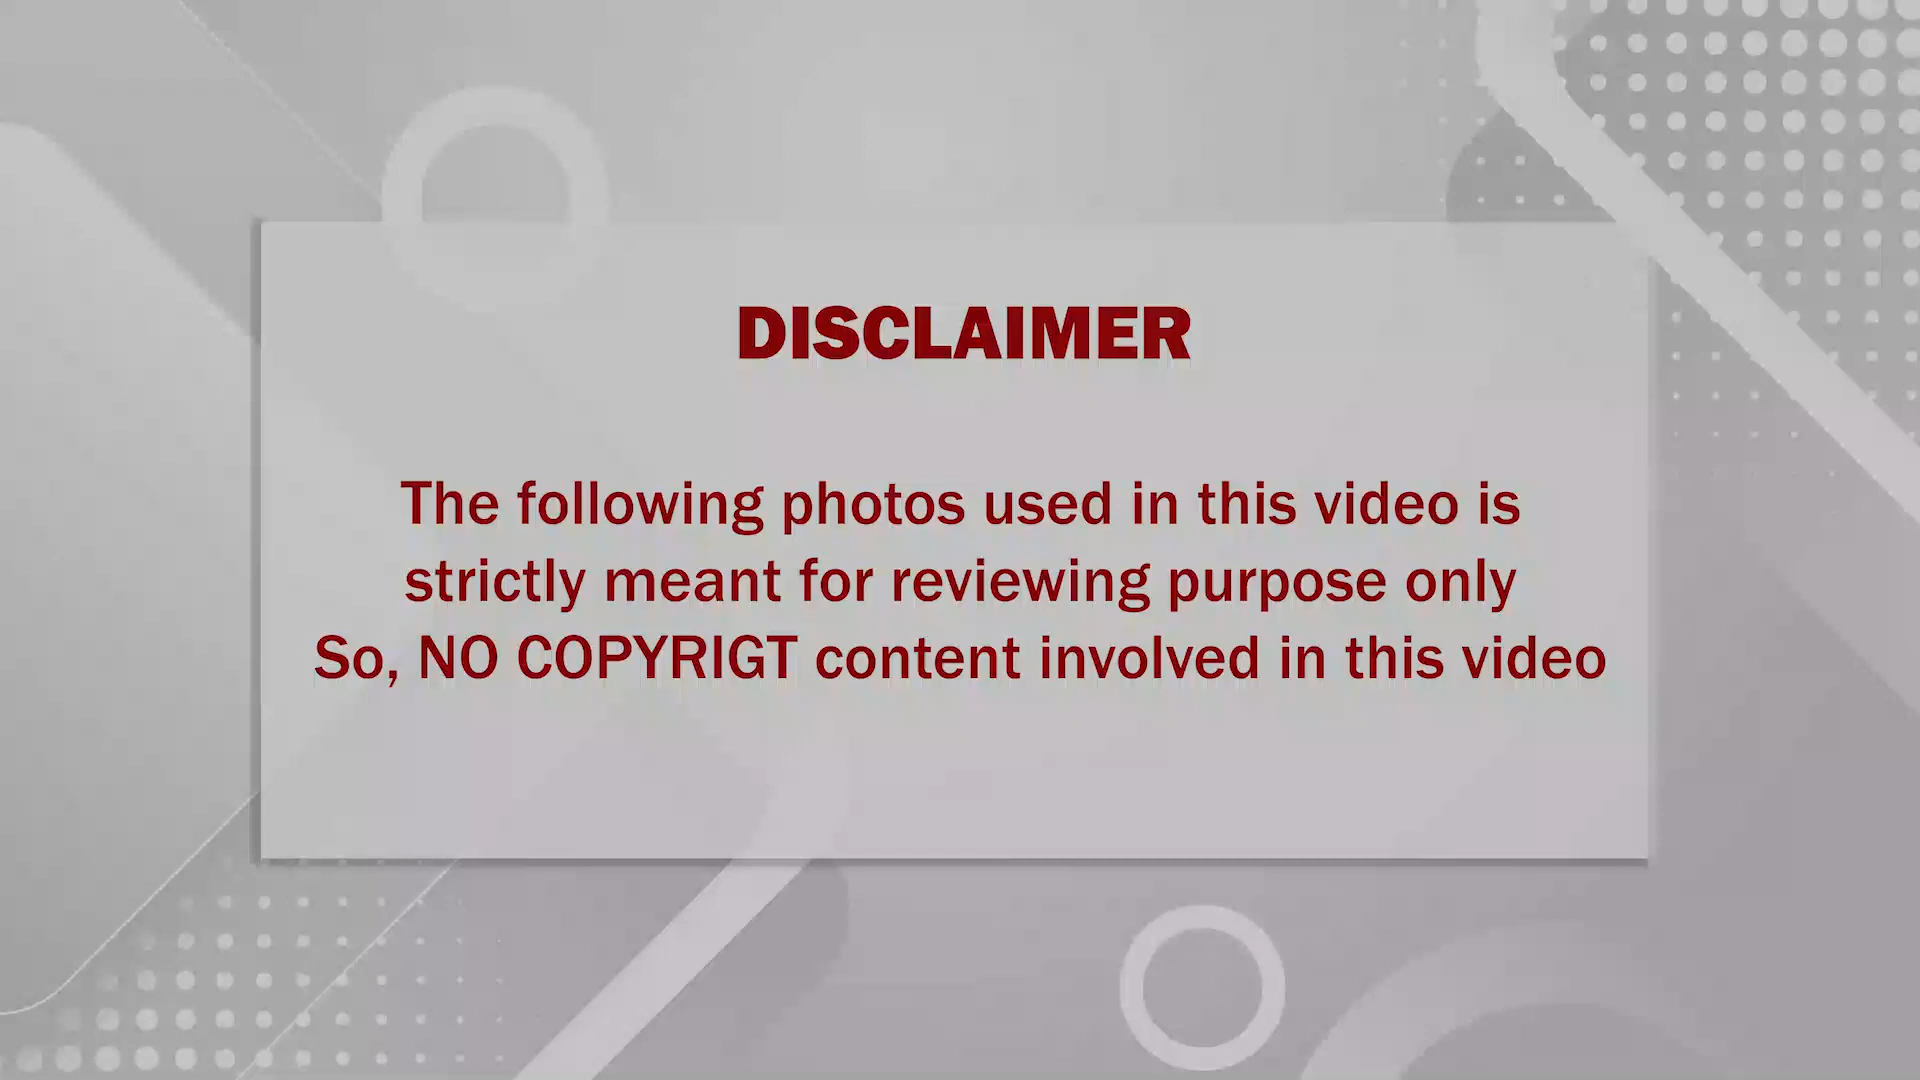 DISCLAIMER
The following photos used in this video is
strictly meant for reviewing purpose only
So, NO COPYRIGT content involved in this video